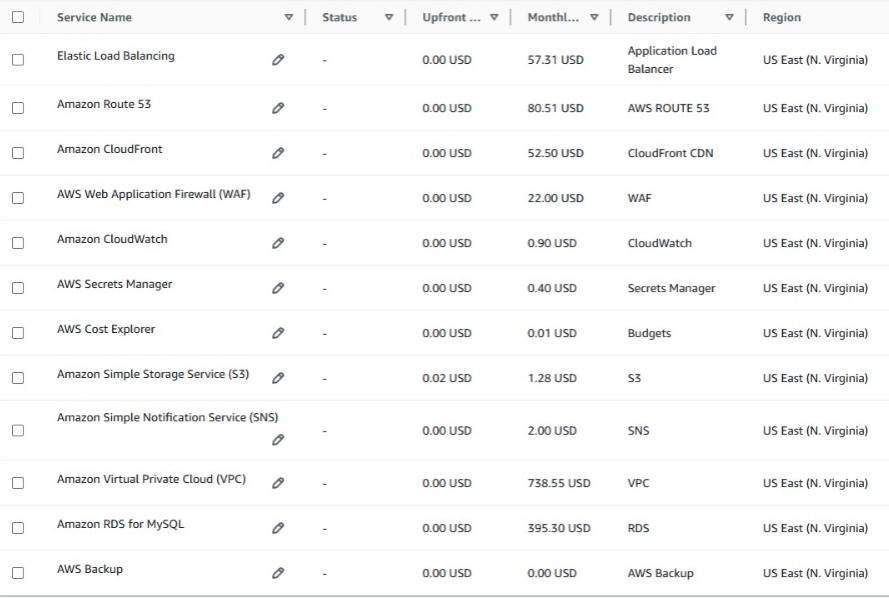 Service Name Status Upfront ... Monthl... Description Region
Elastic Load Balancing - 0.00 USD 57.31 USD Application Load Balancer US East (N. Virginia)
Amazon Route 53 - 0.00 USD 80.51 USD AWS ROUTE 53 US East (N. Virginia)
Amazon CloudFront - 0.00 USD 52.50 USD CloudFront CDN US East (N. Virginia)
AWS Web Application Firewall (WAF) - 0.00 USD 22.00 USD WAF US East (N. Virginia)
Amazon CloudWatch - 0.00 USD 0.90 USD CloudWatch US East (N. Virginia)
AWS Secrets Manager - 0.00 USD 0.40 USD Secrets Manager US East (N. Virginia)
AWS Cost Explorer - 0.00 USD 0.01 USD Budgets US East (N. Virginia)
Amazon Simple Storage Service (S3) - 0.02 USD 1.28 USD S3 US East (N. Virginia)
Amazon Simple Notification Service (SNS) - 0.00 USD 2.00 USD SNS US East (N. Virginia)
Amazon Virtual Private Cloud (VPC) - 0.00 USD 738.55 USD VPC US East (N. Virginia)
Amazon RDS for MySQL - 0.00 USD 395.30 USD RDS US East (N. Virginia)
AWS Backup - 0.00 USD 0.00 USD AWS Backup US East (N. Virginia)